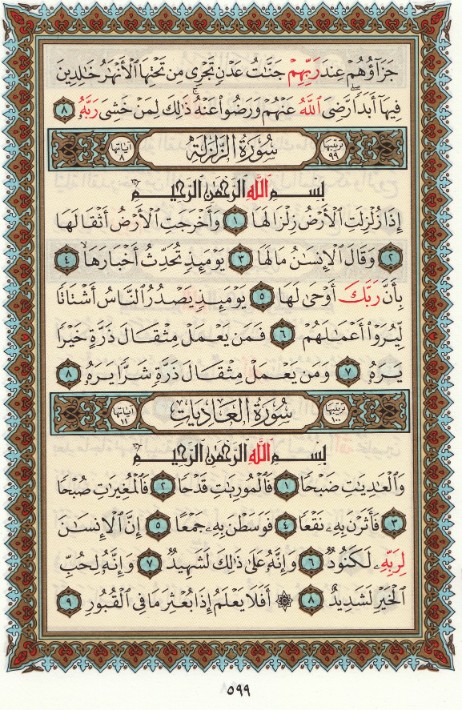 جَزَآؤُهُمْ عِندَ رَبِّهِمْ جَنَّٰتُ عَدْنٍ تَجْرِى مِن تَحْتِهَا ٱلْأَنْهَٰرُ خَٰلِدِينَ
فِيهَآ أَبَدًا ۖ رَّضِىَ ٱللَّهُ عَنْهُمْ وَرَضُوا۟ عَنْهُ ۚ ذَٰلِكَ لِمَنْ خَشِىَ رَبَّهُۥ ٨
ترتيبها ٩٩ سُورَةُ الزَّلْزَلَةِ آياتها ٨
بِسْمِ ٱللَّهِ ٱلرَّحْمَٰنِ ٱلرَّحِيمِ
إِذَا زُلْزِلَتِ ٱلْأَرْضُ زِلْزَالَهَا ١ وَأَخْرَجَتِ ٱلْأَرْضُ أَثْقَالَهَا
٢ وَقَالَ ٱلْإِنسَٰنُ مَا لَهَا ٣ يَوْمَئِذٍ تُحَدِّثُ أَخْبَارَهَا ٤
بِأَنَّ رَبَّكَ أَوْحَىٰ لَهَا ٥ يَوْمَئِذٍ يَصْدُرُ ٱلنَّاسُ أَشْتَاتًا
لِّيُرَوْا۟ أَعْمَٰلَهُمْ ٦ فَمَن يَعْمَلْ مِثْقَالَ ذَرَّةٍ خَيْرًا
يَرَهُۥ ٧ وَمَن يَعْمَلْ مِثْقَالَ ذَرَّةٍ شَرًّا يَرَهُۥ ٨
ترتيبها ١٠٠ سُورَةُ العَادِيَاتِ آياتها ١١
بِسْمِ ٱللَّهِ ٱلرَّحْمَٰنِ ٱلرَّحِيمِ
وَٱلْعَٰدِيَٰتِ ضَبْحًا ١ فَٱلْمُورِيَٰتِ قَدْحًا ٢ فَٱلْمُغِيرَٰتِ صُبْحًا
٣ فَأَثَرْنَ بِهِۦ نَقْعًا ٤ فَوَسَطْنَ بِهِۦ جَمْعًا ٥ إِنَّ ٱلْإِنسَٰنَ
لِرَبِّهِۦ لَكَنُودٌ ٦ وَإِنَّهُۥ عَلَىٰ ذَٰلِكَ لَشَهِيدٌ ٧ وَإِنَّهُۥ لِحُبِّ
ٱلْخَيْرِ لَشَدِيدٌ ٨ ۞ أَفَلَا يَعْلَمُ إِذَا بُعْثِرَ مَا فِى ٱلْقُبُورِ ٩
٥٩٩